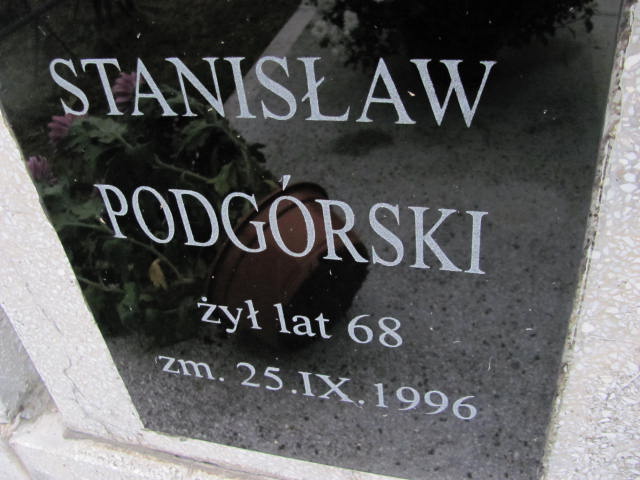 STANISŁAW
PODGÓRSKI
żył lat 68
zm. 25.IX.1996